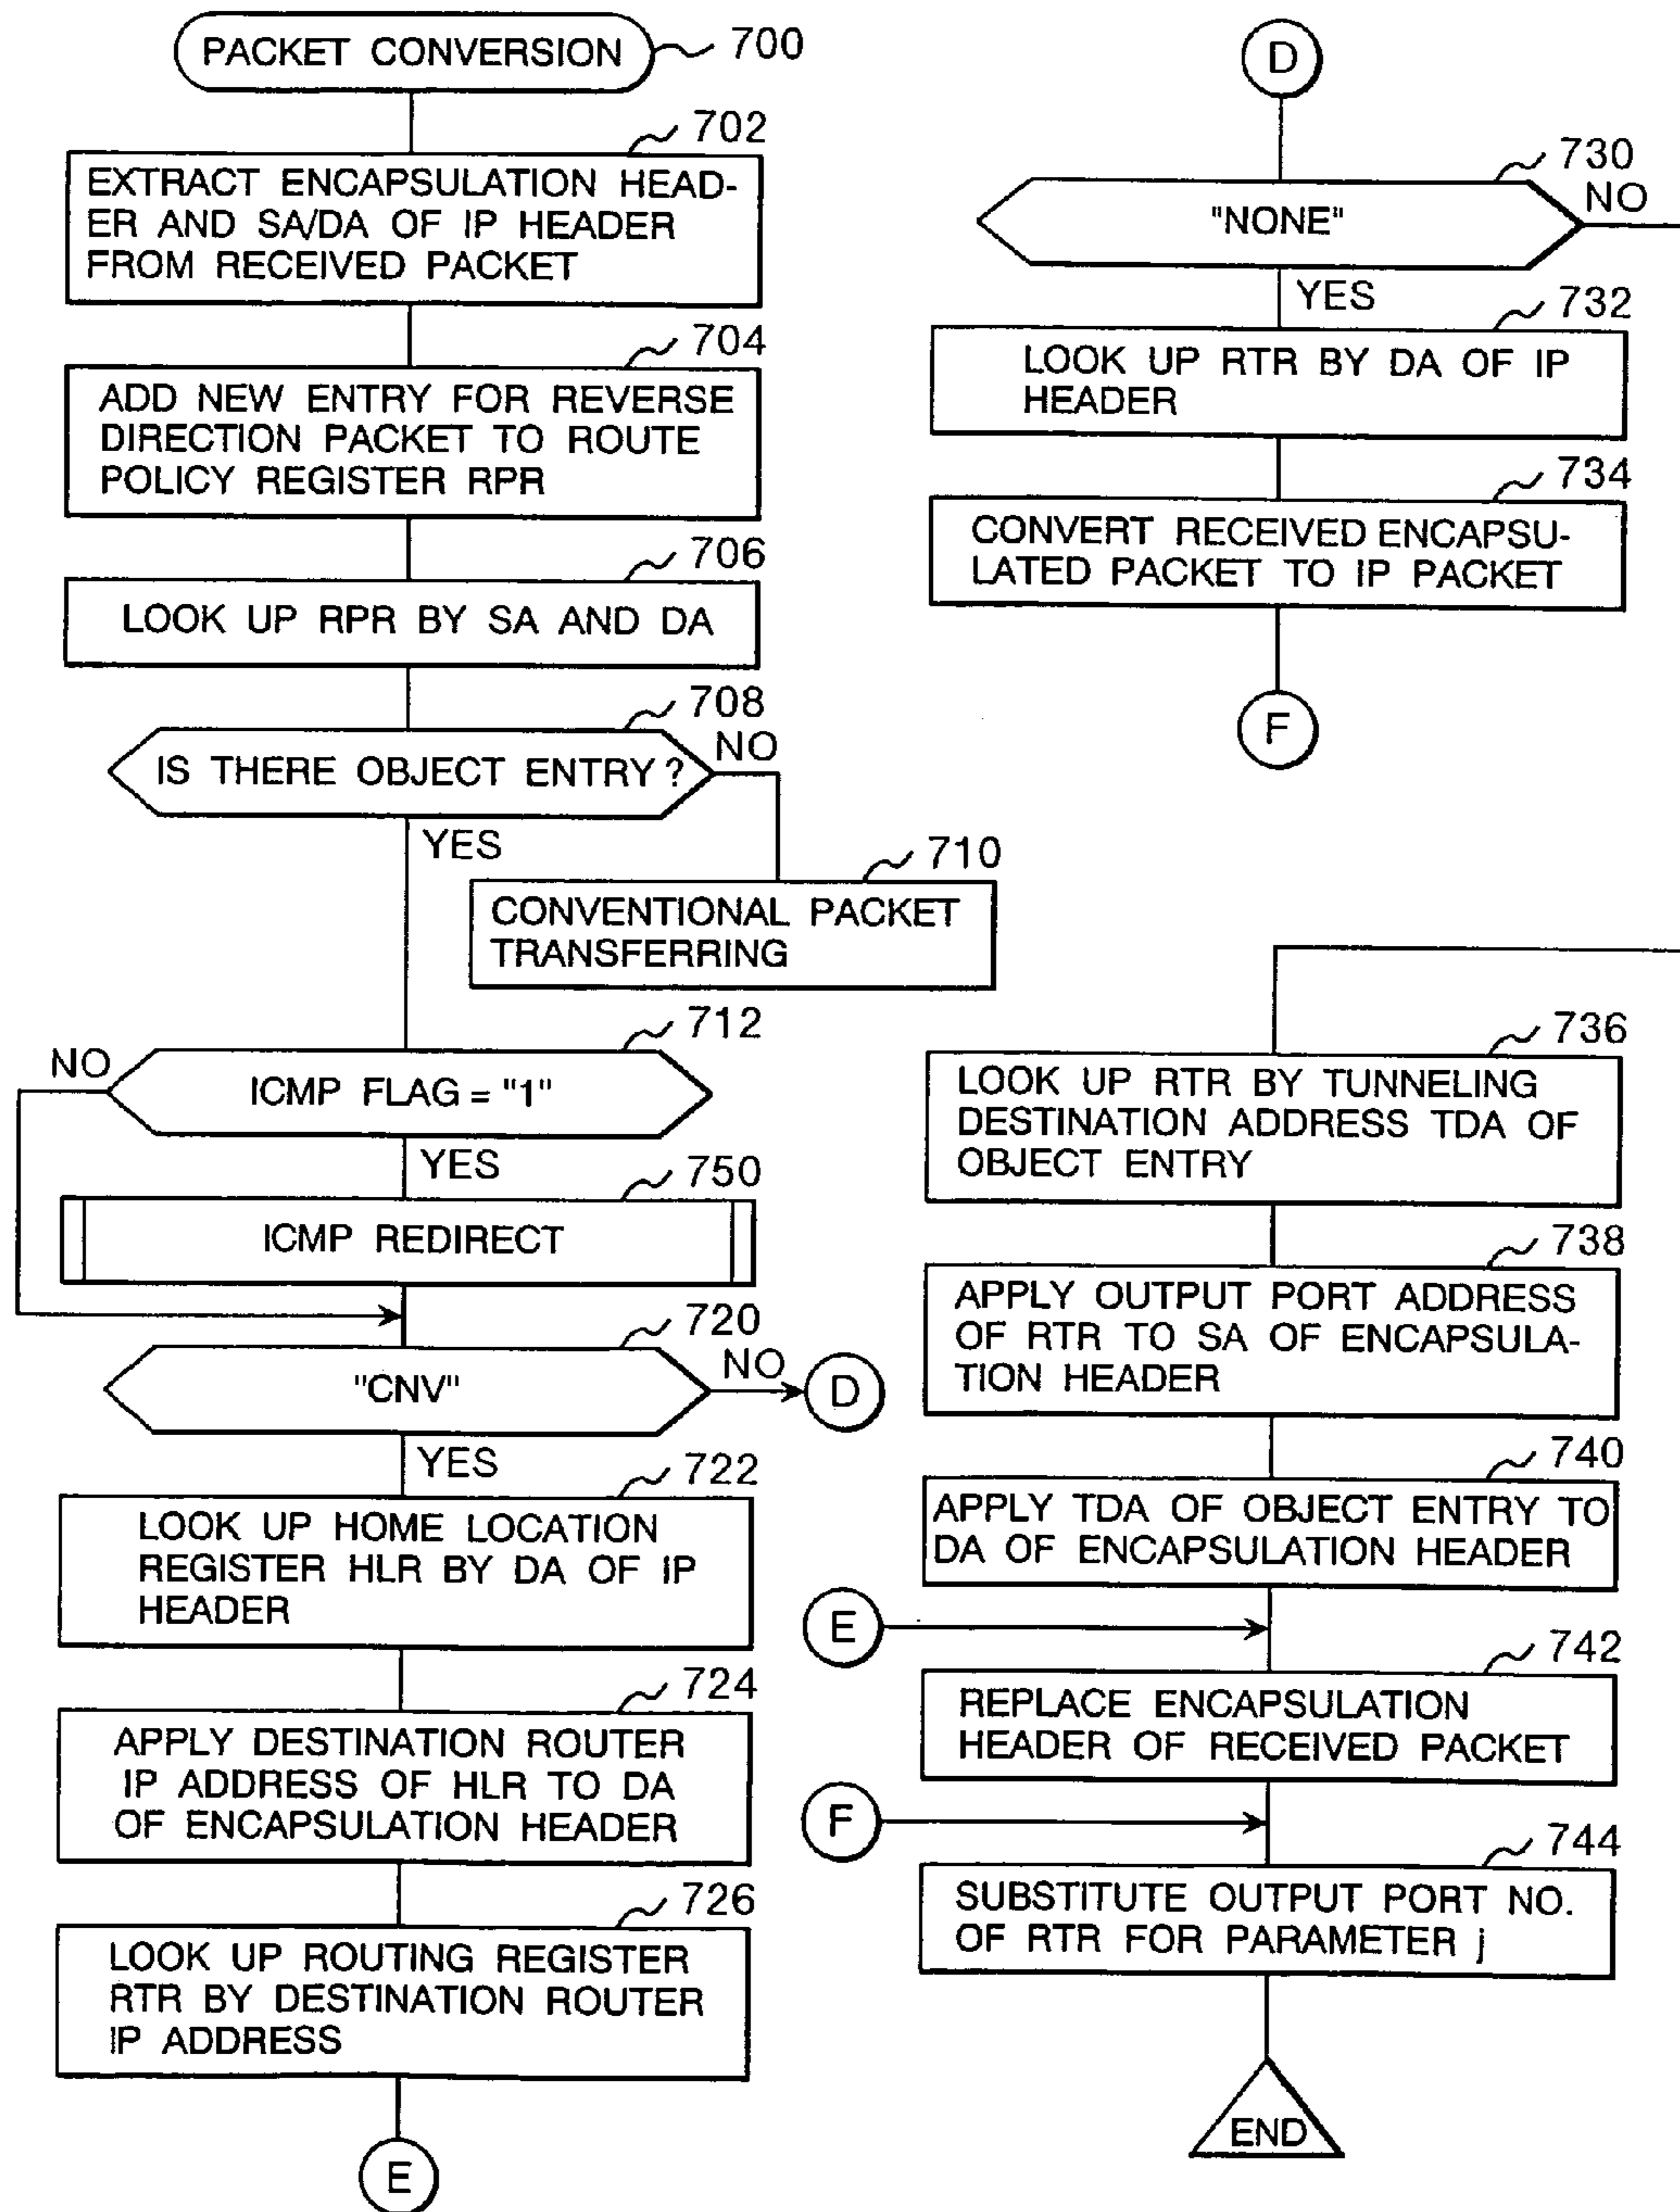 PACKET CONVERSION
700
702
EXTRACT ENCAPSULATION HEAD-
ER AND SA/DA OF IP HEADER
FROM RECEIVED PACKET
704
ADD NEW ENTRY FOR REVERSE
DIRECTION PACKET TO ROUTE
POLICY REGISTER RPR
706
LOOK UP RPR BY SA AND DA
708
IS THERE OBJECT ENTRY ?
NO
YES
710
CONVENTIONAL PACKET
TRANSFERRING
712
NO
ICMP FLAG = "1"
YES
750
ICMP REDIRECT
720
"CNV"
NO
D
YES
722
LOOK UP HOME LOCATION
REGISTER HLR BY DA OF IP
HEADER
724
APPLY DESTINATION ROUTER
IP ADDRESS OF HLR TO DA
OF ENCAPSULATION HEADER
726
LOOK UP ROUTING REGISTER
RTR BY DESTINATION ROUTER
IP ADDRESS
E
D
730
"NONE"
NO
YES
732
LOOK UP RTR BY DA OF IP
HEADER
734
CONVERT RECEIVED ENCAPSU-
LATED PACKET TO IP PACKET
F
736
LOOK UP RTR BY TUNNELING
DESTINATION ADDRESS TDA OF
OBJECT ENTRY
738
APPLY OUTPUT PORT ADDRESS
OF RTR TO SA OF ENCAPSULA-
TION HEADER
740
APPLY TDA OF OBJECT ENTRY TO
DA OF ENCAPSULATION HEADER
E
742
REPLACE ENCAPSULATION
HEADER OF RECEIVED PACKET
F
744
SUBSTITUTE OUTPUT PORT NO.
OF RTR FOR PARAMETER j
END